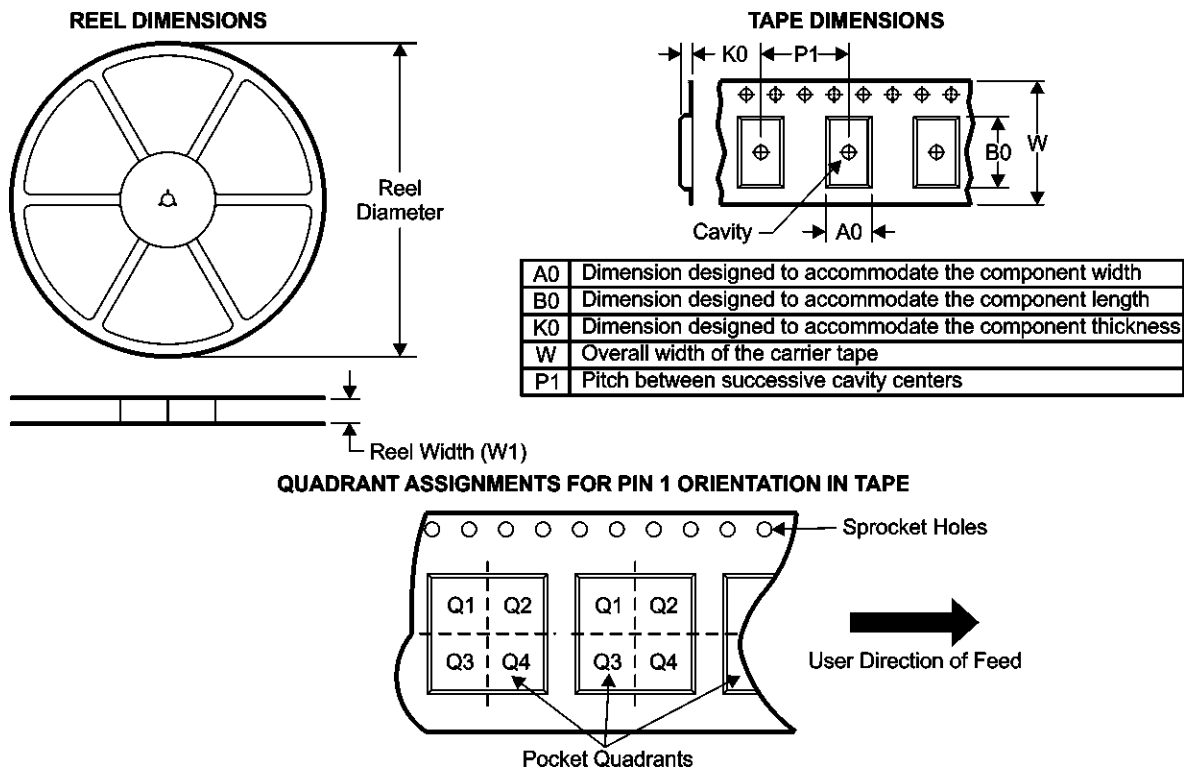 REEL DIMENSIONS
Reel
Diameter
Reel Width (W1)
TAPE DIMENSIONS
K0
P1
B0
W
Cavity
A0
A0 Dimension designed to accommodate the component width
B0 Dimension designed to accommodate the component length
K0 Dimension designed to accommodate the component thickness
W Overall width of the carrier tape
P1 Pitch between successive cavity centers
QUADRANT ASSIGNMENTS FOR PIN 1 ORIENTATION IN TAPE
Sprocket Holes
Q1 Q2 Q1 Q2
Q3 Q4 Q3 Q4
User Direction of Feed
Pocket Quadrants